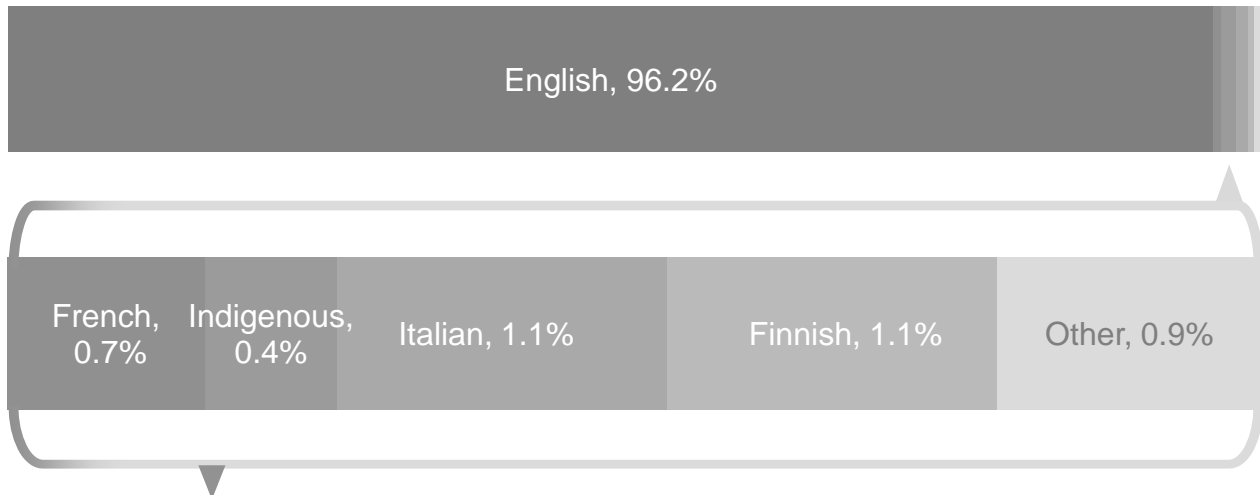 English, 96.2%
French,
0.7%
Indigenous,
0.4%
Italian, 1.1%
Finnish, 1.1%
Other, 0.9%